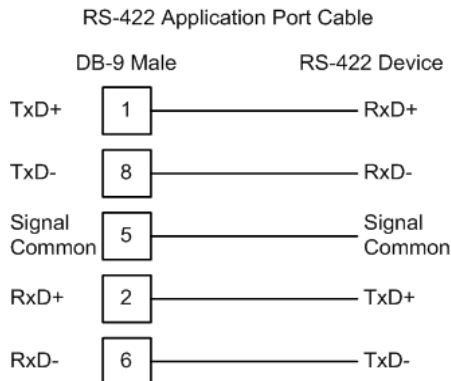 RS-422 Application Port Cable
DB-9 Male RS-422 Device
TxD+ 1 RxD+
TxD- 8 RxD-
Signal Common 5 Signal Common
RxD+ 2 TxD+
RxD- 6 TxD-